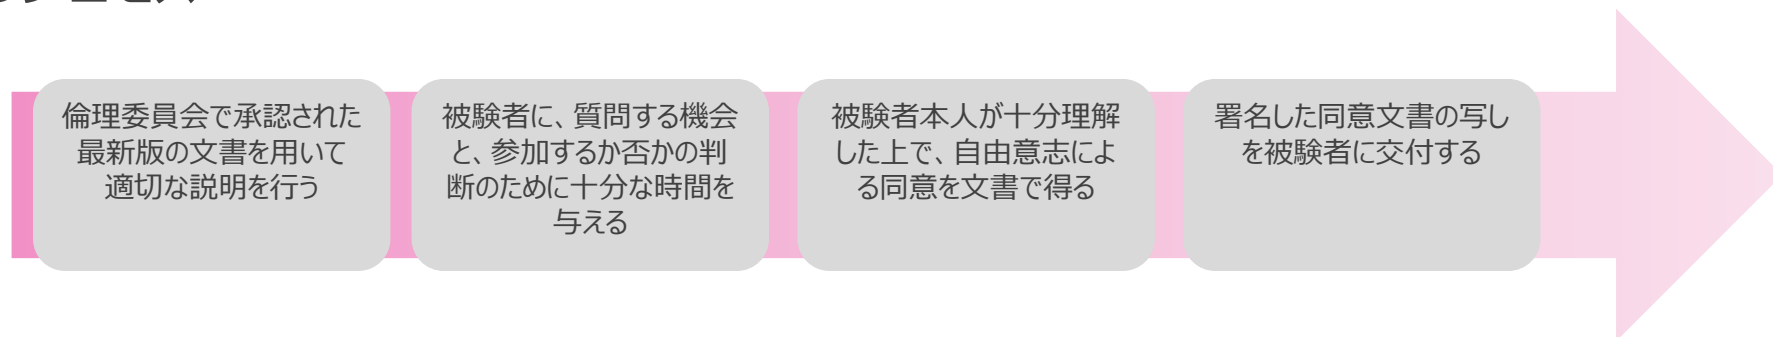 倫理委員会で承認された
最新版の文書を用いて
適切な説明を行う
被験者に、質問する機会
と、参加するか否かの判
断のために十分な時間を
与える
被験者本人が十分理解
した上で、自由意志によ
る同意を文書で得る
署名した同意文書の写し
を被験者に交付する